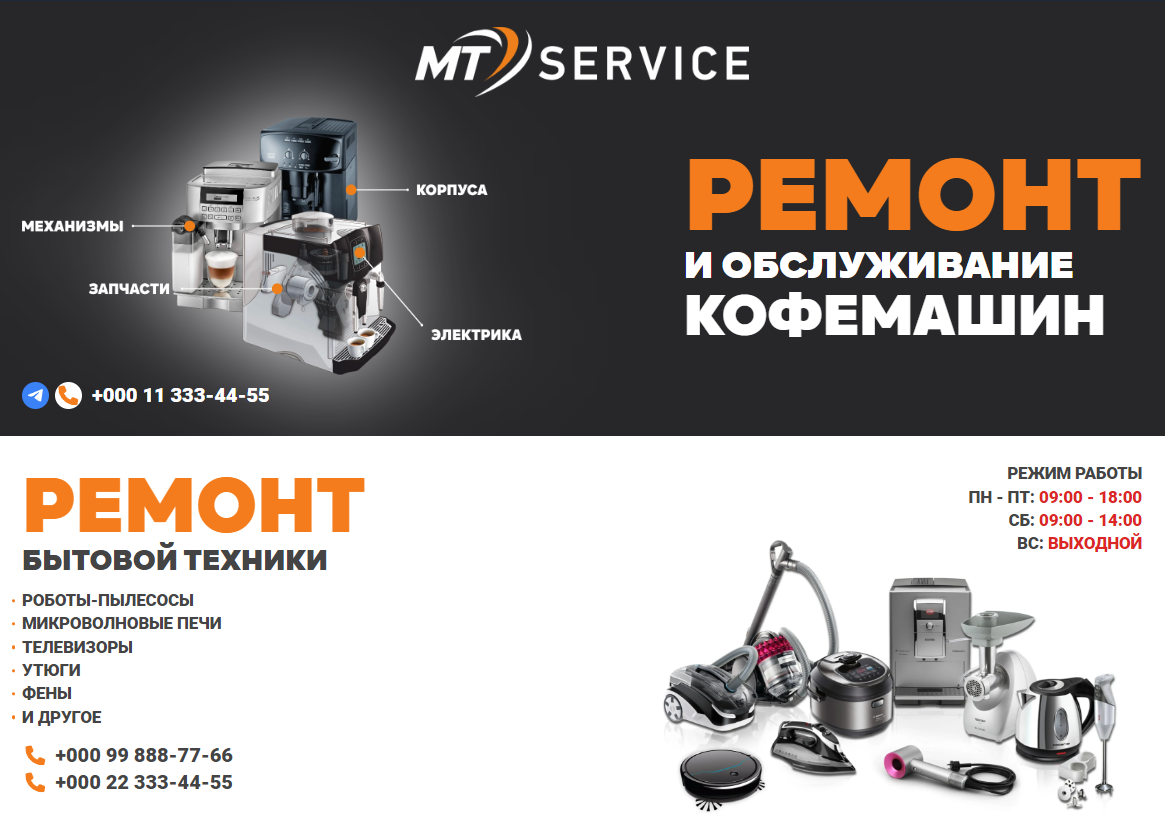 MT SERVICE
КОРПУСА
МЕХАНИЗМЫ
ЗАПЧАСТИ
ЭЛЕКТРИКА
+000 11 333-44-55
РЕМОНТ
И ОБСЛУЖИВАНИЕ
КОФЕМАШИН
РЕМОНТ
БЫТОВОЙ ТЕХНИКИ
· РОБОТЫ-ПЫЛЕСОСЫ
· МИКРОВОЛНОВЫЕ ПЕЧИ
· ТЕЛЕВИЗОРЫ
· УТЮГИ
· ФЕНЫ
· И ДРУГОЕ
+000 99 888-77-66
+000 22 333-44-55
РЕЖИМ РАБОТЫ
ПН - ПТ: 09:00 - 18:00
СБ: 09:00 - 14:00
ВС: ВЫХОДНОЙ